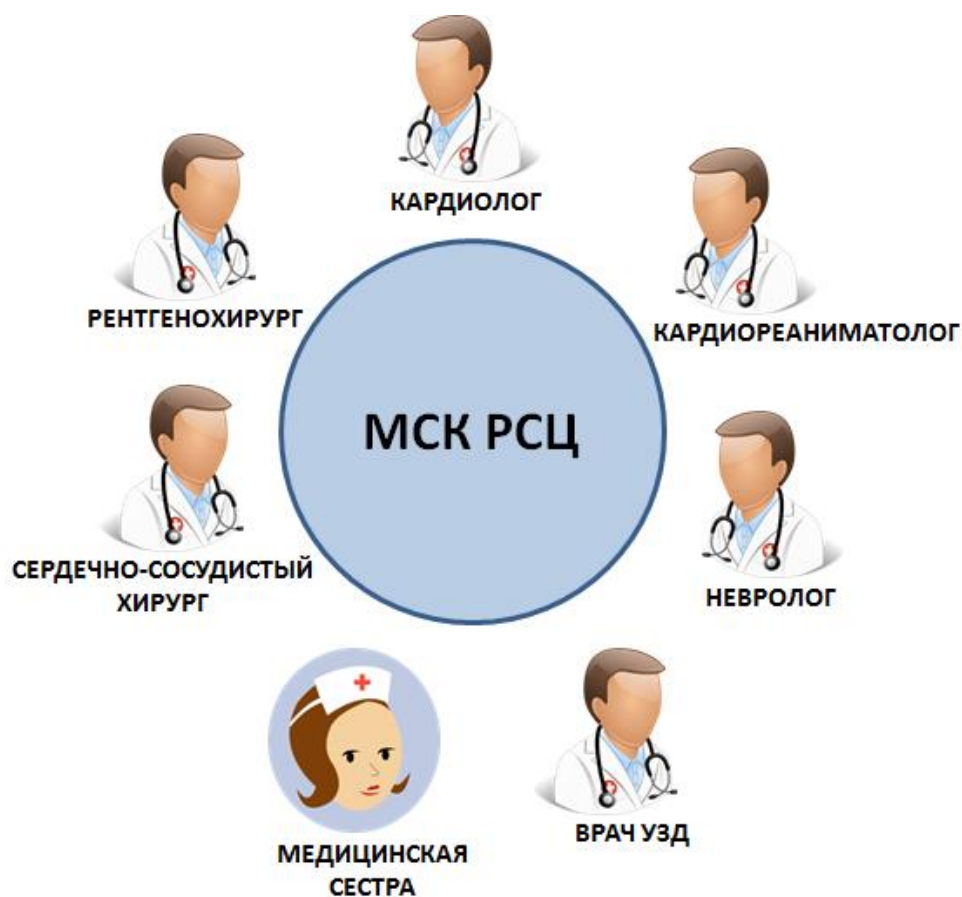 КАРДИОЛОГ
РЕНТГЕНОХИРУРГ
КАРДИОРЕАНИМАТОЛОГ
МСК РСЦ
СЕРДЕЧНО-СОСУДИСТЫЙ
ХИРУРГ
НЕВРОЛОГ
МЕДИЦИНСКАЯ
СЕСТРА
ВРАЧ УЗД